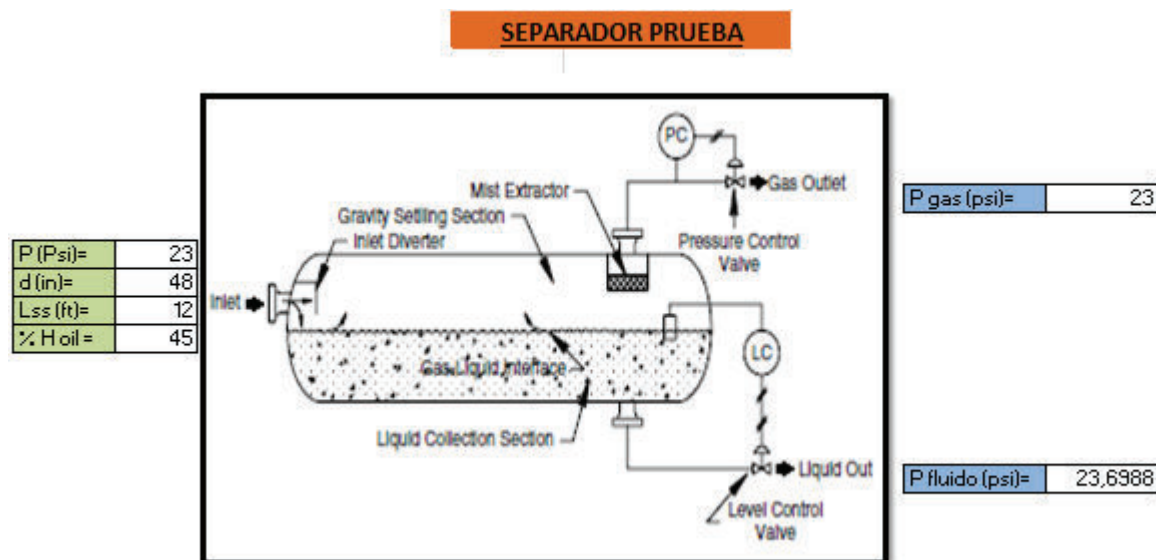 SEPARADOR PRUEBA
P (Psi)= 23
d (in)= 48
Lss (ft)= 12
% H oil = 45
PC
Gas Outlet
Mist Extractor
Gravity Settling Section
Inlet Diverter
Pressure Control
Valve
Inlet
LC
Gas Liquid Interface
Liquid Collection Section
Liquid Out
Level Control
Valve
P gas (psi)= 23
P fluido (psi)= 23,6988